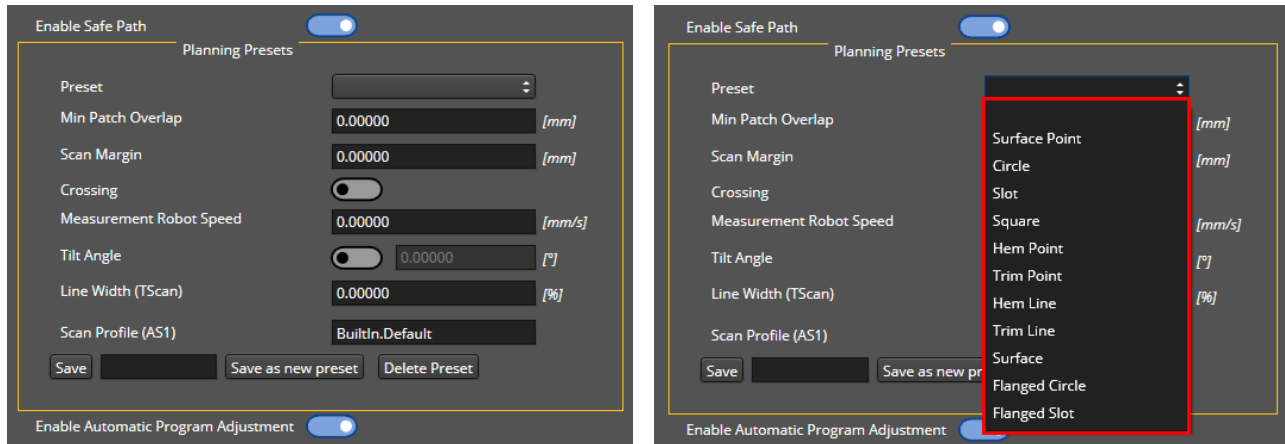 Enable Safe Path
Planning Presets
Preset
Min Patch Overlap 0.00000 [mm]
Scan Margin 0.00000 [mm]
Crossing
Measurement Robot Speed 0.00000 [mm/s]
Tilt Angle 0.00000 [°]
Line Width (TScan) 0.00000 [%]
Scan Profile (AS1) BuiltIn.Default
Save Save as new preset Delete Preset
Enable Automatic Program Adjustment
Enable Safe Path
Planning Presets
Preset
Min Patch Overlap [mm]
Scan Margin [mm]
Crossing
Measurement Robot Speed [mm/s]
Tilt Angle [°]
Line Width (TScan) [%]
Scan Profile (AS1)
Save Save as new pr
Enable Automatic Program Adjustment
Surface Point
Circle
Slot
Square
Hem Point
Trim Point
Hem Line
Trim Line
Surface
Flanged Circle
Flanged Slot